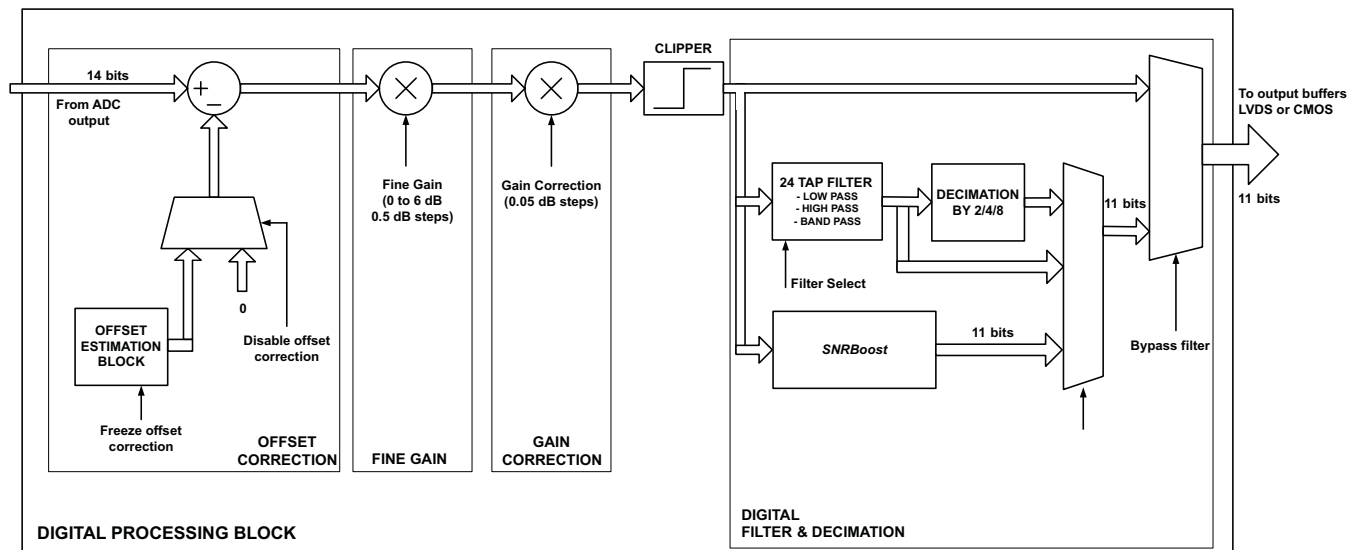 14 bits
From ADC
output
+
−
OFFSET
ESTIMATION
BLOCK
0
Disable offset
correction
Freeze offset
correction
OFFSET
CORRECTION
Fine Gain
(0 to 6 dB
0.5 dB steps)
FINE GAIN
Gain Correction
(0.05 dB steps)
GAIN
CORRECTION
CLIPPER
24 TAP FILTER
- LOW PASS
- HIGH PASS
- BAND PASS
DECIMATION
BY 2/4/8
Filter Select
SNRBoost
11 bits
11 bits
Bypass filter
To output buffers
LVDS or CMOS
11 bits
DIGITAL
FILTER & DECIMATION
DIGITAL PROCESSING BLOCK